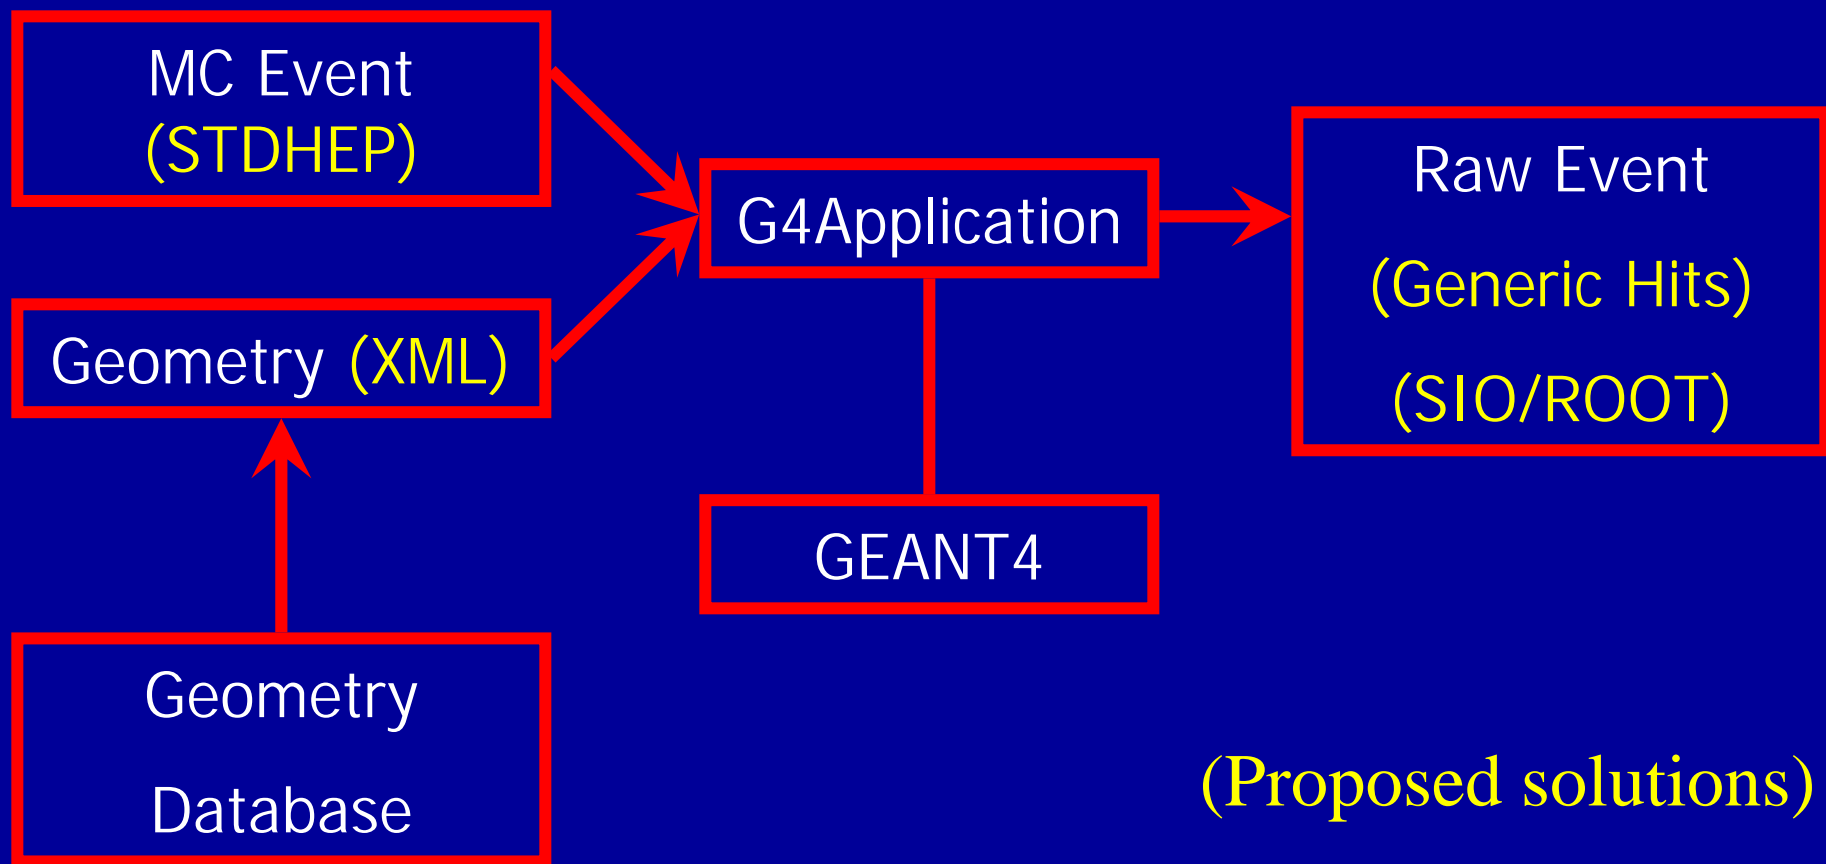 MC Event
(STDHEP)
Geometry (XML)
Geometry
Database
G4Application
GEANT4
Raw Event
(Generic Hits)
(SIO/ROOT)
(Proposed solutions)